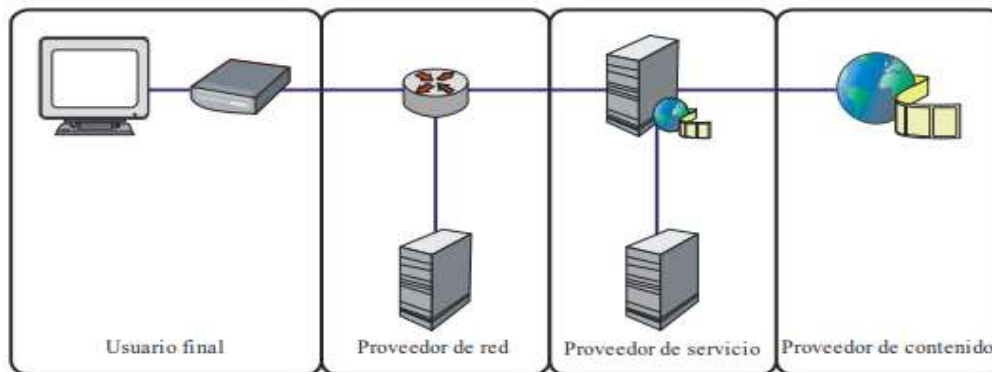 Usuario final
Proveedor de red
Proveedor de servicio
Proveedor de contenido